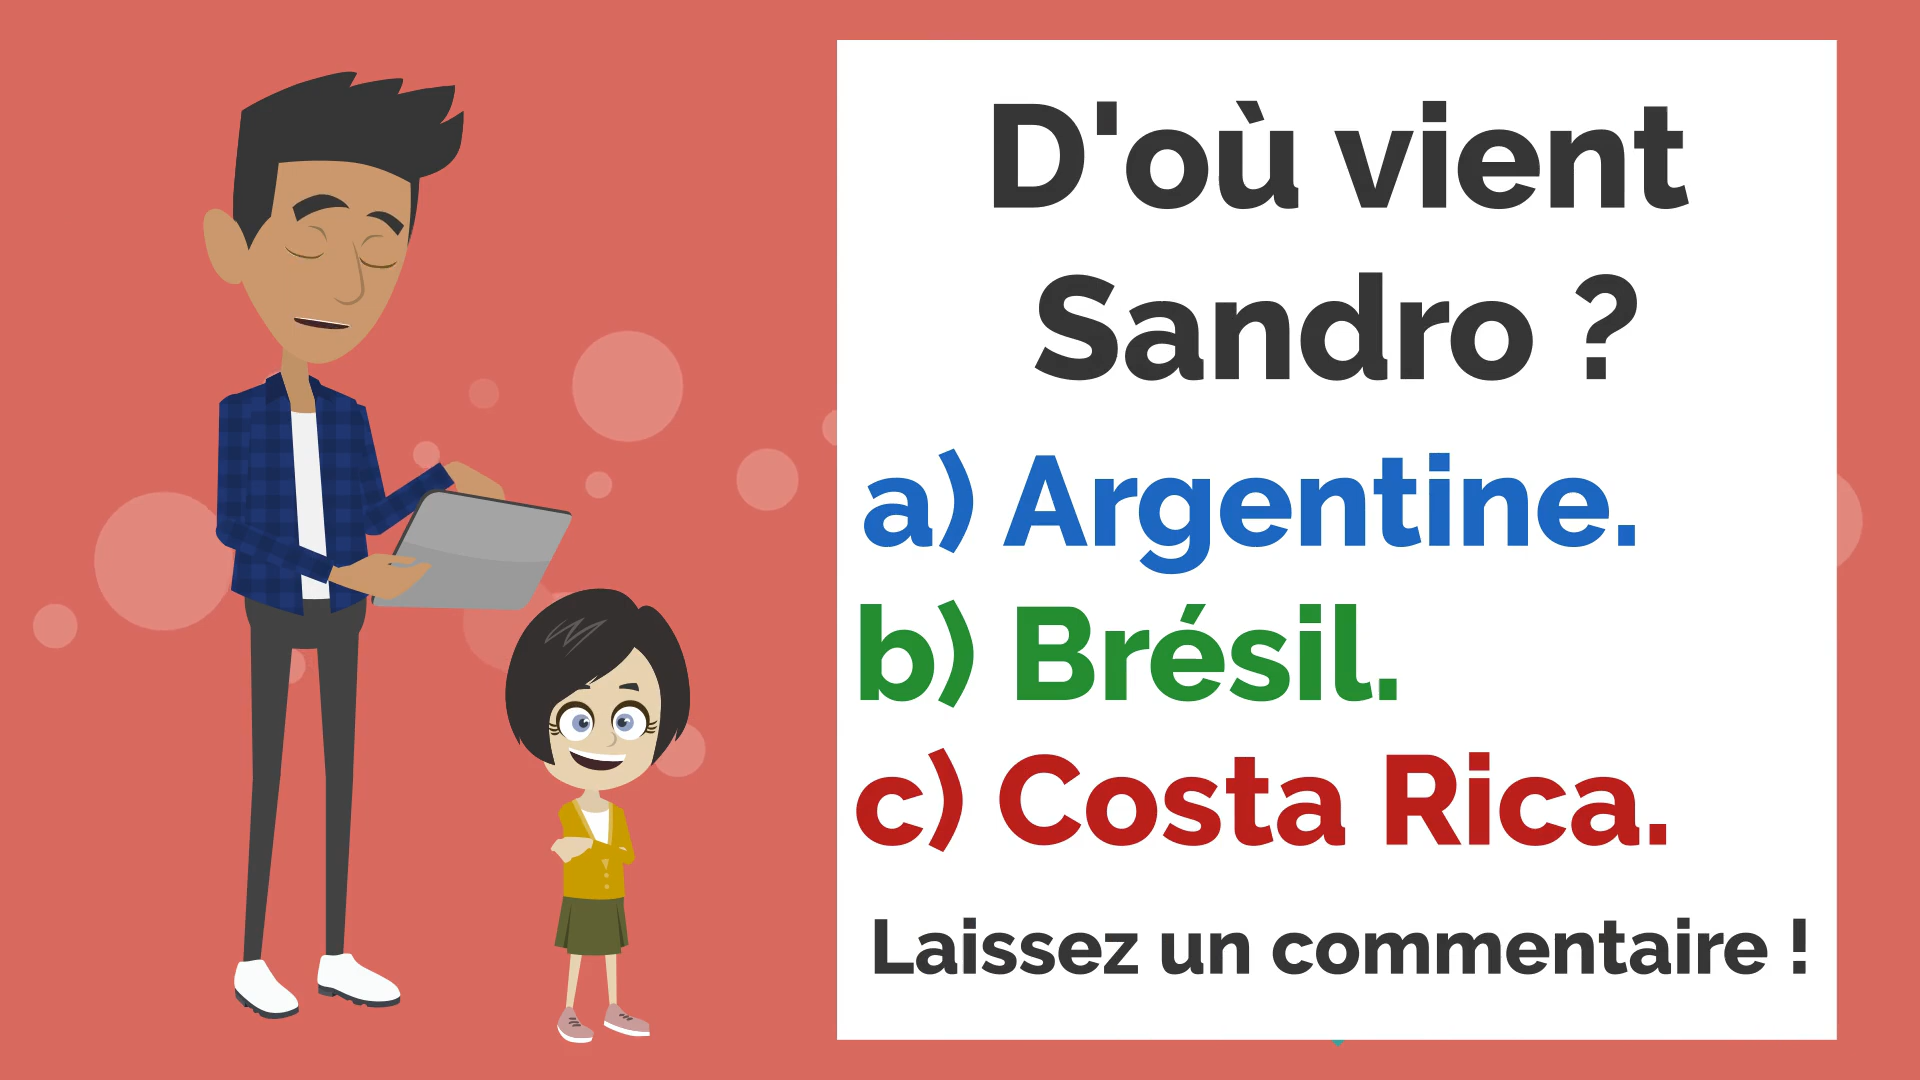 D'où vient
Sandro ?
a) Argentine.
b) Brésil.
c) Costa Rica.
Laissez un commentaire !